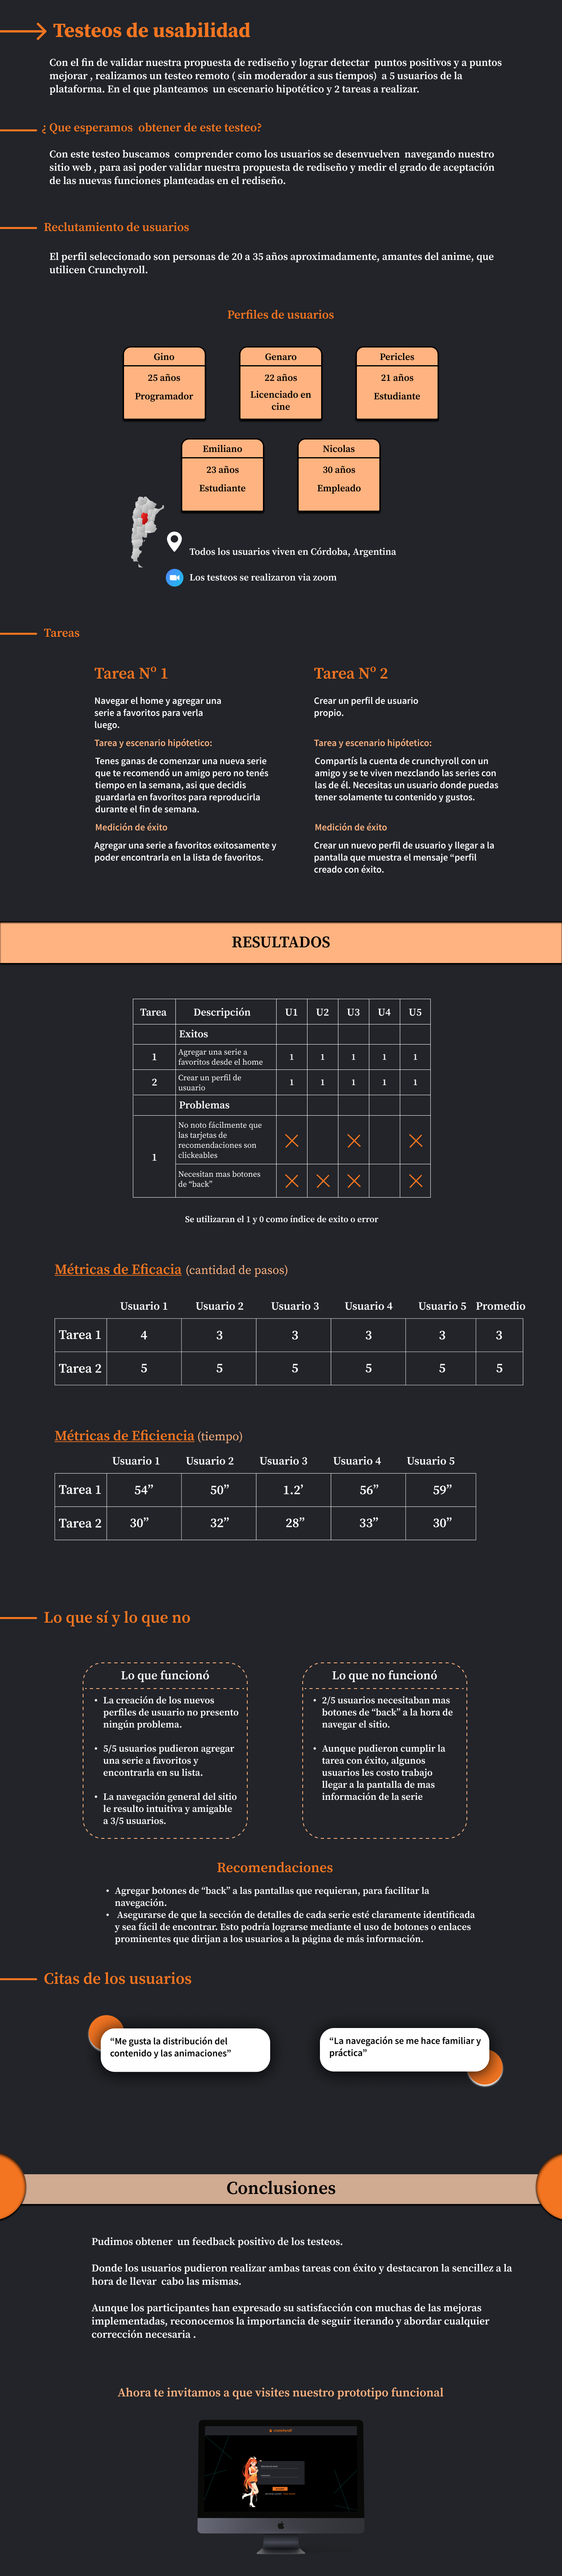 Testeos de usabilidad
Con el fin de validar nuestra propuesta de rediseño y lograr detectar puntos positivos y a puntos
mejorar , realizamos un testeo remoto ( sin moderador a sus tiempos) a 5 usuarios de la
plataforma. En el que planteamos un escenario hipotético y 2 tareas a realizar.
¿ Que esperamos obtener de este testeo?
Con este testeo buscamos comprender como los usuarios se desenvuelven navegando nuestro
sitio web , para asi poder validar nuestra propuesta de rediseño y medir el grado de aceptación
de las nuevas funciones planteadas en el rediseño.
Reclutamiento de usuarios
El perfil seleccionado son personas de 20 a 35 años aproximadamente, amantes del anime, que
utilicen Crunchyroll.
Perfiles de usuarios
Gino
25 años
Programador
Genaro
22 años
Licenciado en
cine
Pericles
21 años
Estudiante
Emiliano
23 años
Estudiante
Nicolas
30 años
Empleado
Todos los usuarios viven en Córdoba, Argentina
Los testeos se realizaron via zoom
Tareas
Tarea Nº 1
Navegar el home y agregar una
serie a favoritos para verla
luego.
Tarea y escenario hipótetico:
Tenes ganas de comenzar una nueva serie
que te recomendó un amigo pero no tenés
tiempo en la semana, asi que decidis
guardarla en favoritos para reproducirla
durante el fin de semana.
Medición de éxito
Agregar una serie a favoritos exitosamente y
poder encontrarla en la lista de favoritos.
Tarea Nº 2
Crear un perfil de usuario
propio.
Tarea y escenario hipótetico:
Compartís la cuenta de crunchyroll con un
amigo y se te viven mezclando las series con
las de él. Necesitas un usuario donde puedas
tener solamente tu contenido y gustos.
Medición de éxito
Crear un nuevo perfil de usuario y llegar a la
pantalla que muestra el mensaje “perfil
creado con éxito.
RESULTADOS
Tarea Descripción U1 U2 U3 U4 U5
Exitos
1 Agregar una serie a favoritos desde el home 1 1 1 1 1
2 Crear un perfil de usuario 1 1 1 1 1
Problemas
1
No noto fácilmente que
las tarjetas de
recomendaciones son
clickeables
Necesitan mas botones
de “back”
Se utilizaran el 1 y 0 como índice de exito o error
Métricas de Eficacia (cantidad de pasos)
Usuario 1 Usuario 2 Usuario 3 Usuario 4 Usuario 5 Promedio
Tarea 1 4 3 3 3 3 3
Tarea 2 5 5 5 5 5 5
Métricas de Eficiencia (tiempo)
Usuario 1 Usuario 2 Usuario 3 Usuario 4 Usuario 5
Tarea 1 54” 50” 1.2’ 56” 59”
Tarea 2 30” 32” 28” 33” 30”
Lo que sí y lo que no
Lo que funcionó
• La creación de los nuevos
perfiles de usuario no presento
ningún problema.
• 5/5 usuarios pudieron agregar
una serie a favoritos y
encontrarla en su lista.
• La navegación general del sitio
le resulto intuitiva y amigable
a 3/5 usuarios.
Lo que no funcionó
• 2/5 usuarios necesitaban mas
botones de “back” a la hora de
navegar el sitio.
• Aunque pudieron cumplir la
tarea con éxito, algunos
usuarios les costo trabajo
llegar a la pantalla de mas
información de la serie
Recomendaciones
• Agregar botones de “back” a las pantallas que requieran, para facilitar la
navegación.
• Asegurarse de que la sección de detalles de cada serie esté claramente identificada
y sea fácil de encontrar. Esto podría lograrse mediante el uso de botones o enlaces
prominentes que dirijan a los usuarios a la página de más información.
Citas de los usuarios
“Me gusta la distribución del
contenido y las animaciones”
“La navegación se me hace familiar y
práctica”
Conclusiones
Pudimos obtener un feedback positivo de los testeos.
Donde los usuarios pudieron realizar ambas tareas con éxito y destacaron la sencillez a la
hora de llevar cabo las mismas.
Aunque los participantes han expresado su satisfacción con muchas de las mejoras
implementadas, reconocemos la importancia de seguir iterando y abordar cualquier
corrección necesaria .
Ahora te invitamos a que visites nuestro prototipo funcional
crunchyroll